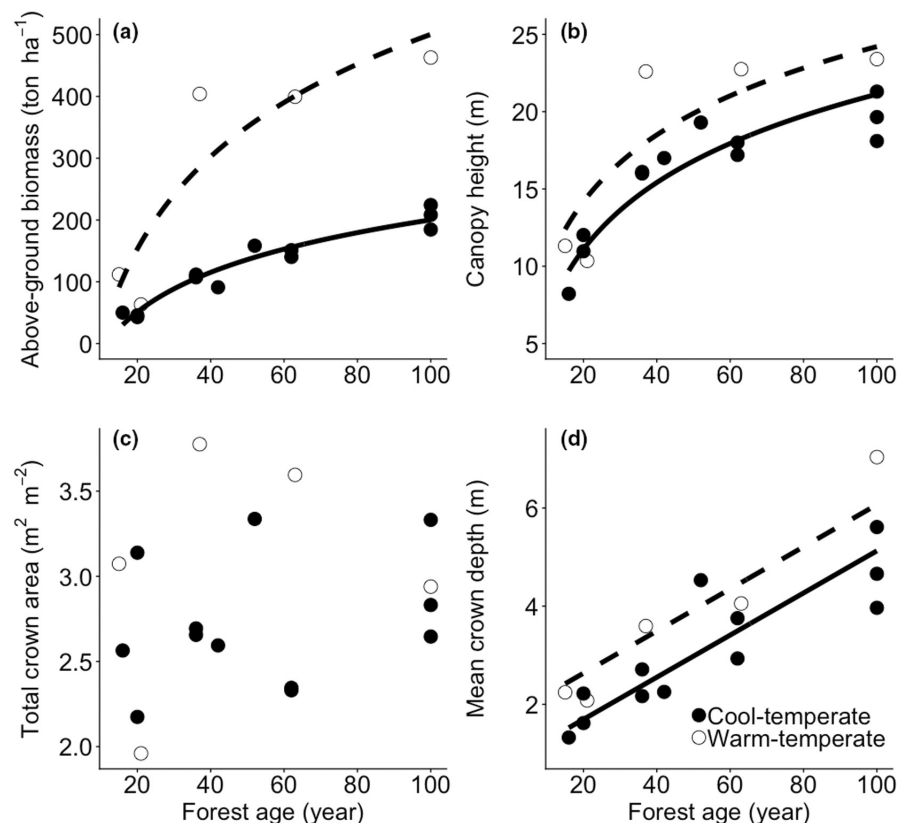 (a)
Above-ground biomass (ton ha⁻¹)
500
400
300
200
100
0
20 40 60 80 100
(b)
Canopy height (m)
25
20
15
10
5
20 40 60 80 100
(c)
Total crown area (m² m⁻²)
3.5
3.0
2.5
2.0
20 40 60 80 100
Forest age (year)
(d)
Mean crown depth (m)
6
4
2
Cool-temperate
Warm-temperate
20 40 60 80 100
Forest age (year)